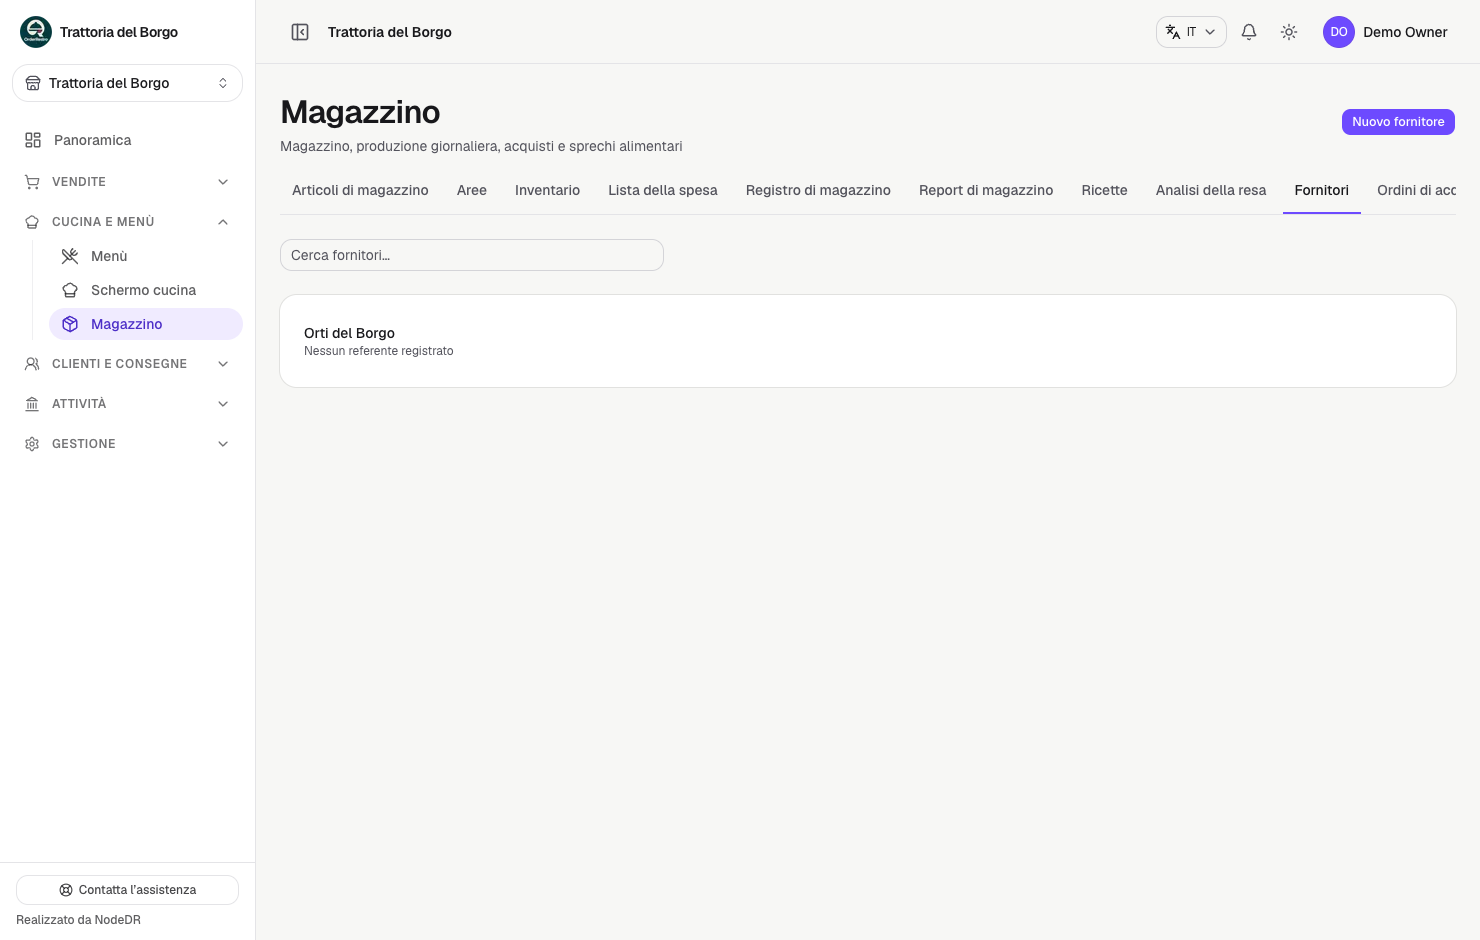 Trattoria del Borgo
Trattoria del Borgo
Panoramica
VENDITE
CUCINA E MENÙ
Menù
Schermo cucina
Magazzino
CLIENTI E CONSEGNE
ATTIVITÀ
GESTIONE
Contatta l'assistenza
Realizzato da NodeDR
Trattoria del Borgo
IT
DO
Demo Owner
Magazzino
Magazzino, produzione giornaliera, acquisti e sprechi alimentari
Nuovo fornitore
Articoli di magazzino Aree Inventario Lista della spesa Registro di magazzino Report di magazzino Ricette Analisi della resa Fornitori Ordini di acq
Cerca fornitori…
Orti del Borgo
Nessun referente registrato